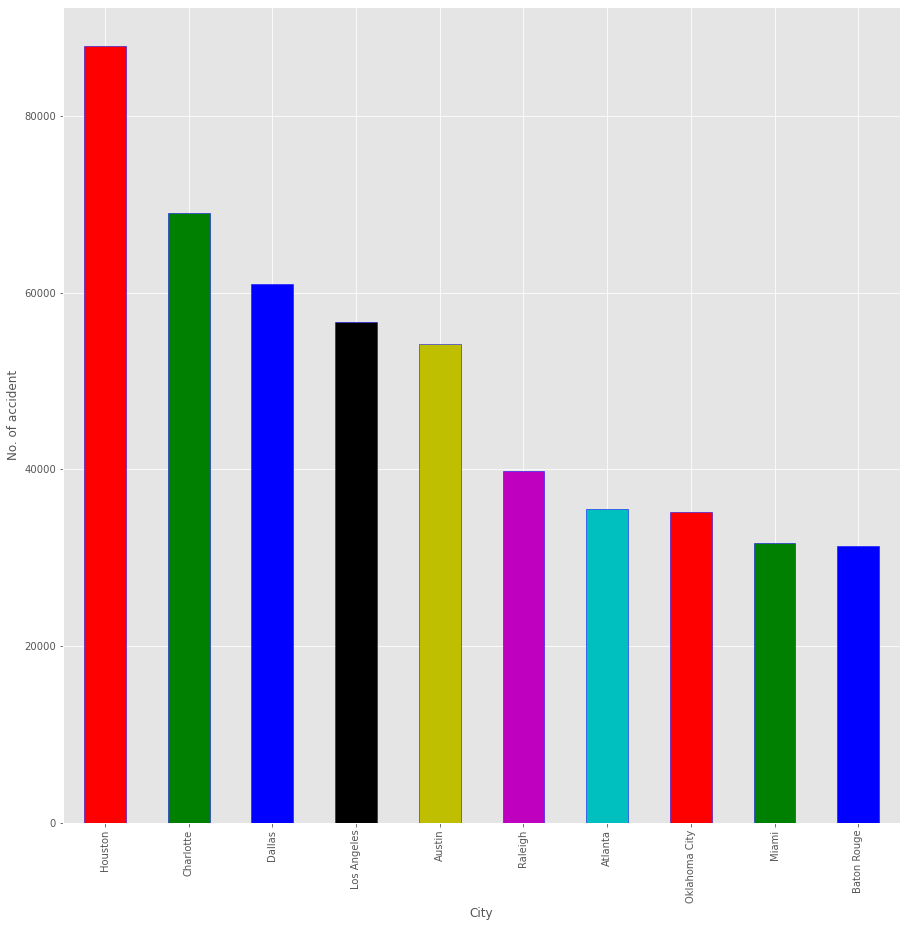 80000
60000
40000
20000
0
No. of accident
Houston
Charlotte
Dallas
Los Angeles
Austin
Raleigh
Atlanta
Oklahoma City
Miami
Baton Rouge
City